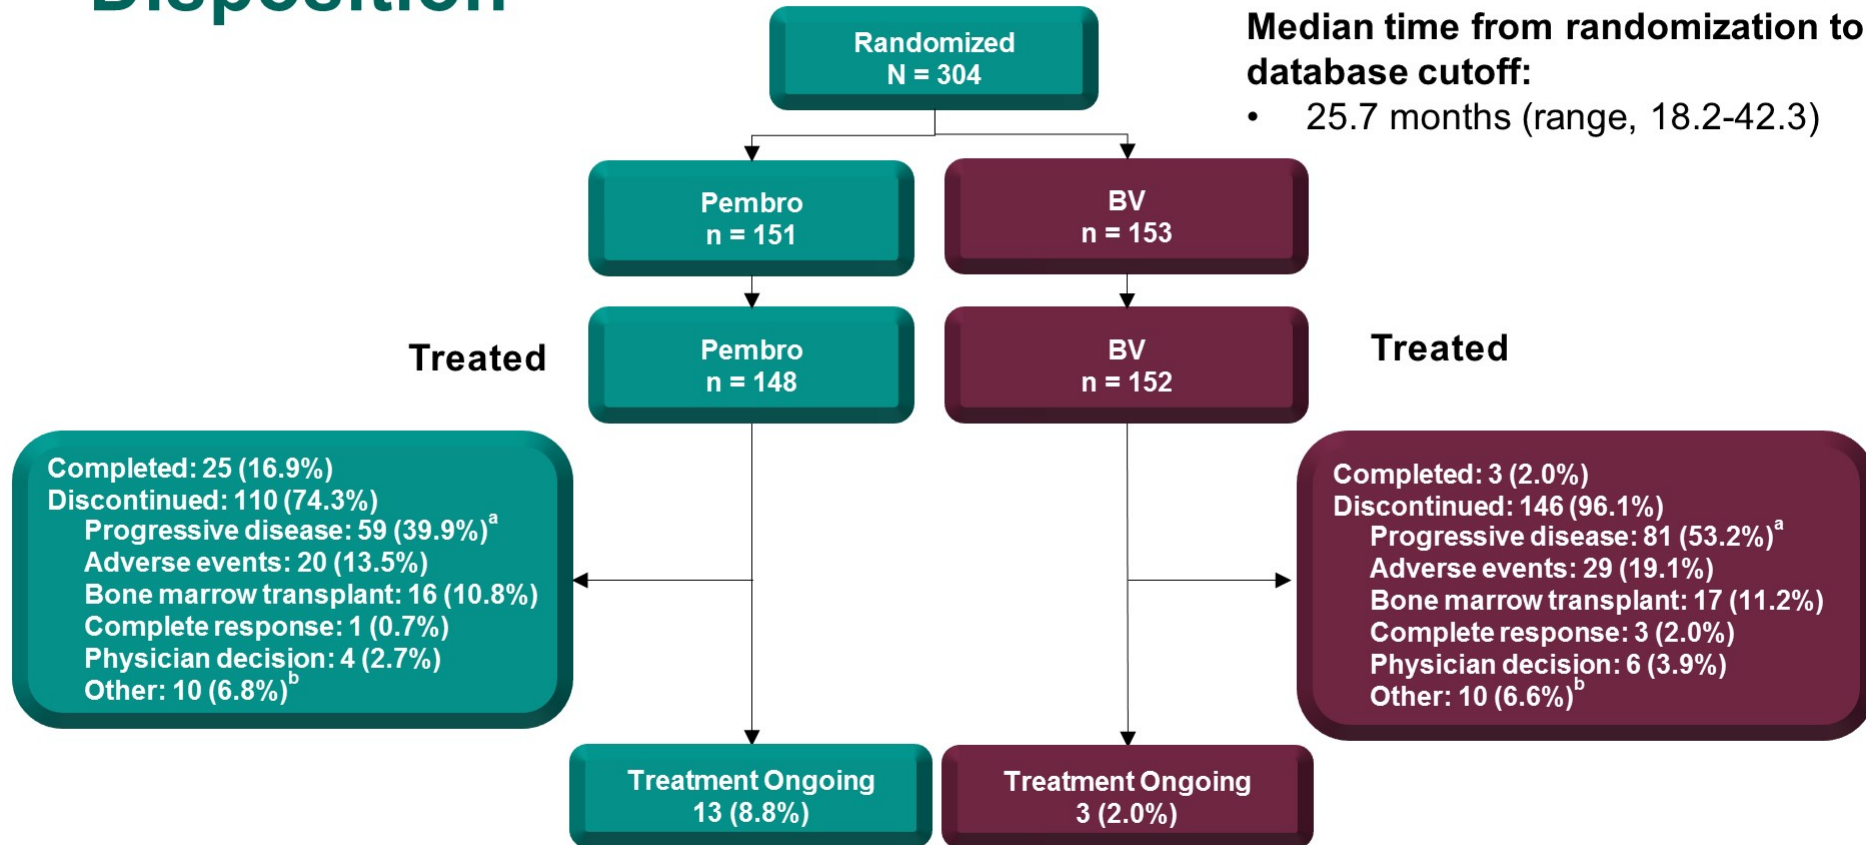 Disposition
Randomized
N = 304
Median time from randomization to
database cutoff:
• 25.7 months (range, 18.2-42.3)
Pembro
n = 151
BV
n = 153
Treated
Pembro
n = 148
BV
n = 152
Treated
Completed: 25 (16.9%)
Discontinued: 110 (74.3%)
Progressive disease: 59 (39.9%)a
Adverse events: 20 (13.5%)
Bone marrow transplant: 16 (10.8%)
Complete response: 1 (0.7%)
Physician decision: 4 (2.7%)
Other: 10 (6.8%)b
Completed: 3 (2.0%)
Discontinued: 146 (96.1%)
Progressive disease: 81 (53.2%)a
Adverse events: 29 (19.1%)
Bone marrow transplant: 17 (11.2%)
Complete response: 3 (2.0%)
Physician decision: 6 (3.9%)
Other: 10 (6.6%)b
Treatment Ongoing
13 (8.8%)
Treatment Ongoing
3 (2.0%)